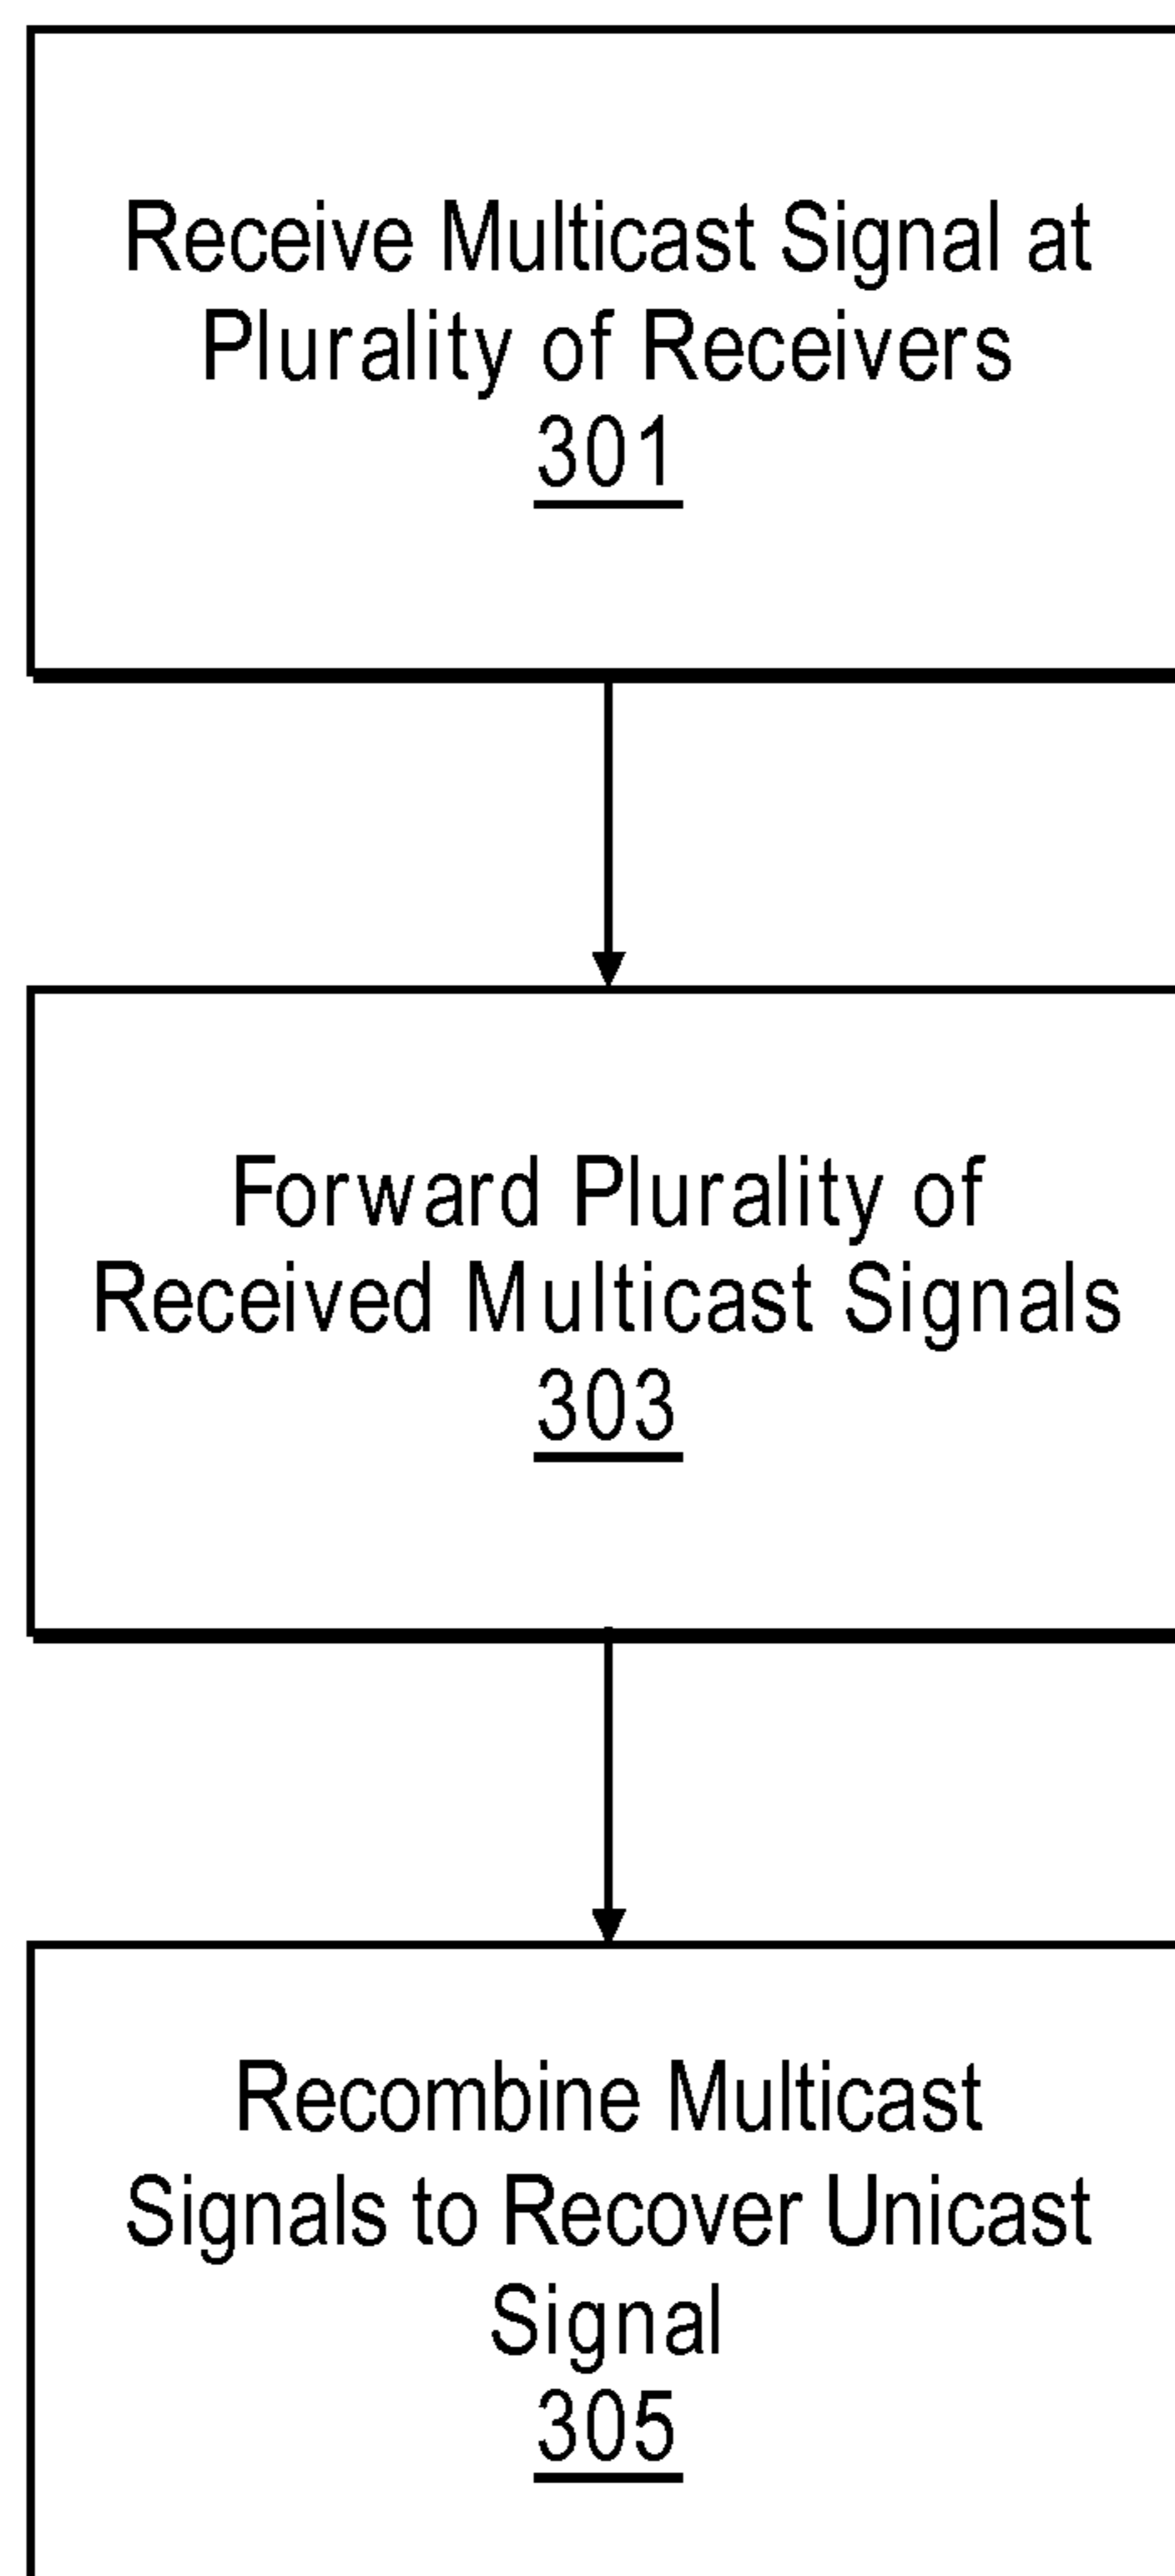 Receive Multicast Signal at
Plurality of Receivers
301
Forward Plurality of
Received Multicast Signals
303
Recombine Multicast
Signals to Recover Unicast
Signal
305